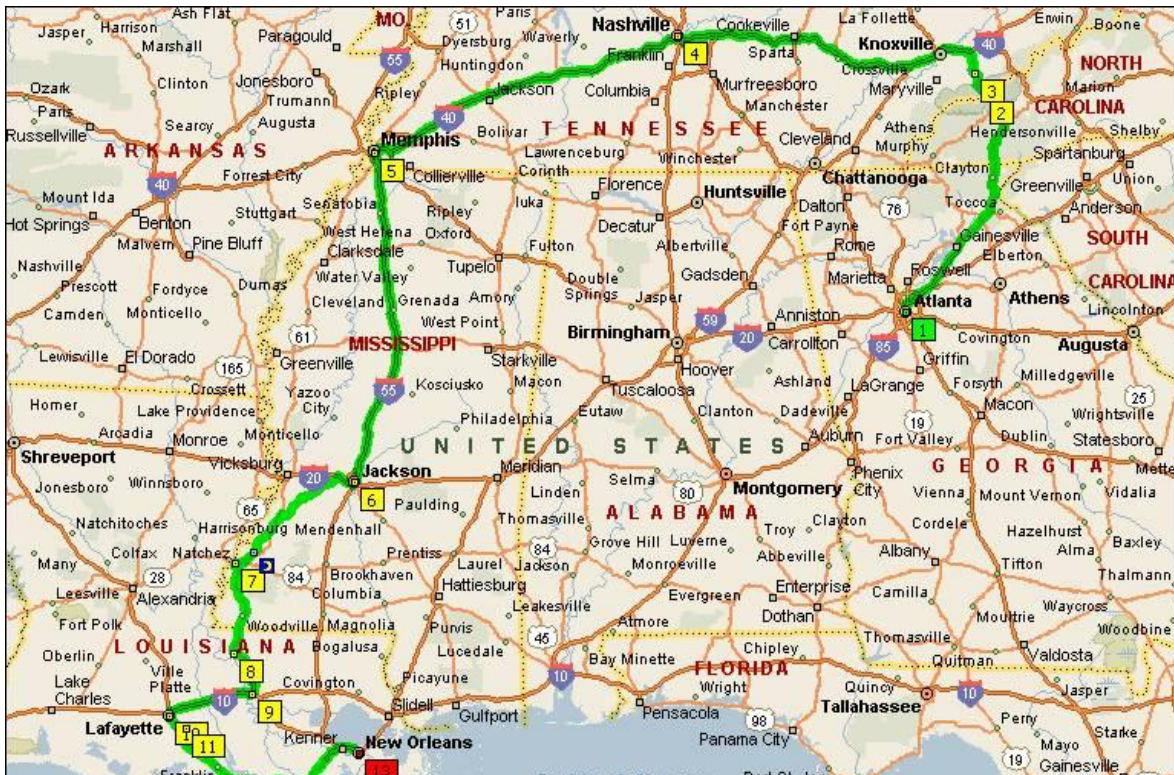 Ash Flat
MO.
51
Paris
Waverly
Nashville
Cookeville
La Follette
Erwin
Boone
Jasper
Harrison
Marshall
Paragould
Dyersburg
Huntingdon
Franklin
Sparta
Knoxville
40
NORTH
55
4
Crossville
Ozark
Clinton
Jonesboro
Ripley
Murfreesboro
Maryville
3
Marion
Paris
Trumann
Jackson
Columbia
Manchester
2
CAROLINA
Russellville
Searcy
Augusta
40
Bolivar
TENNESSEE
Cleveland
Athens
Hendersonville
Shelby
ARKANSAS
Memphis
Lawrenceburg
Winchester
Murphy
Spartanburg
Forrest City
5
Collierville
Corinth
Chattanooga
Clayton
Greenville
Union
Mount Ida
40
Florence
Huntsville
Hot Springs
Benton
Stuttgart
Senatobia
Ripley
Iuka
Dalton
76
Toccoa
Anderson
Malvern
Pine Bluff
West Helena
Oxford
Decatur
Fort Payne
SOUTH
Nashville
Clarksdale
Fulton
Albertville
Rome
Gainesville
Elberton
Prescott
Fordyce
Dumas
Water Valley
Tupelo
Double
Springs
Gadsden
Marietta
Roswell
CAROLINA
Camden
Monticello
Cleveland
Grenada
Amory
Jasper
Atlanta
Athens
Lincolnton
West Point
Birmingham
59
20
Anniston
1
Lewisville
El Dorado
61
MISSISSIPPI
Carrollton
85
Covington
Augusta
165
Greenville
Starkville
Hoover
Griffin
Crossett
55
Kosciusko
Macon
Tuscaloosa
Ashland
LaGrange
Forsyth
Milledgeville
25
Homer
Lake Providence
Yazoo
City
Philadelphia
Eutaw
Clanton
Dadeville
Macon
Wrightsville
Arcadia
Monroe
Monticello
UNITED STATES
Auburn
19
Fort Valley
Dublin
Statesboro
Shreveport
Vicksburg
20
Jackson
Meridian
Selma
Phenix
City
GEORGIA
Mette
Jonesboro
Winnsboro
6
Paulding
Linden
80
Montgomery
Vienna
Mount Vernon
Vidalia
65
Natchitoches
Harrisonburg
Mendenhall
Thomasville
ALABAMA
Troy
Clayton
Cordele
Hazelhurst
Baxley
Many
Colfax
Natchez
Prentiss
Laurel
84
Jackson
Grove Hill
Luverne
Abbeville
Albany
Tifton
Alma
28
7
84
Brookhaven
Hattiesburg
Monroeville
Enterprise
Thalmann
Leesville
Alexandria
Columbia
Leakesville
Evergreen
Dothan
Camilla
Moultrie
Waycross
Fort Polk
Woodville
Magnolia
Purvis
45
Atmore
Thomasville
Woodbine
LOUISIANA
Bogalusa
Lucedale
Bay Minette
Chipley
Quitman
Valdosta
Oberlin
Ville
Platte
8
Picayune
10
FLORIDA
Lake
Charles
10
Covington
Wright
Quincy
10
Jasper
9
Slidell
Gulfport
Pensacola
98
Tallahassee
Lafayette
10
11
Kenner
New Orleans
Panama City
Perry
Starke
Mayo
Franklin
13
19
Gainesville
Port St. Joe